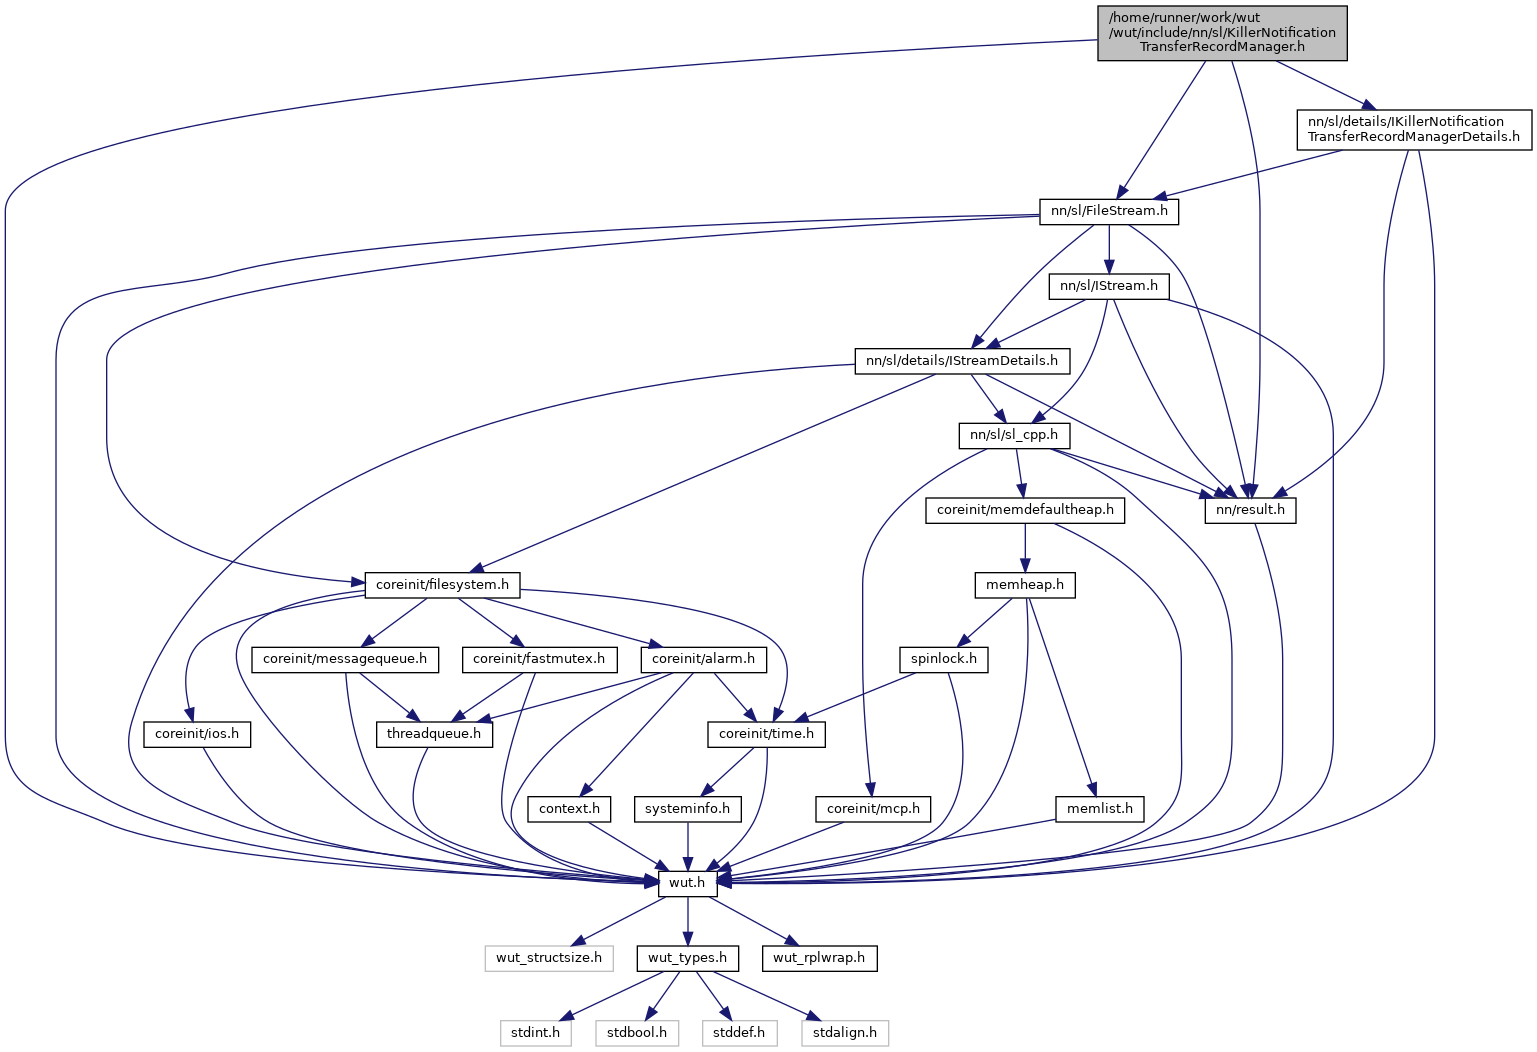 /home/runner/work/wut
/wut/include/nn/sl/KillerNotification
TransferRecordManager.h
nn/sl/details/IKillerNotification
TransferRecordManagerDetails.h
nn/sl/FileStream.h
nn/sl/IStream.h
nn/sl/details/IStreamDetails.h
nn/sl/sl_cpp.h
coreinit/memdefaultheap.h
nn/result.h
coreinit/filesystem.h
memheap.h
coreinit/messagequeue.h
coreinit/fastmutex.h
coreinit/alarm.h
spinlock.h
coreinit/ios.h
threadqueue.h
coreinit/time.h
context.h
systeminfo.h
coreinit/mcp.h
memlist.h
wut.h
wut_structsize.h
wut_types.h
wut_rplwrap.h
stdint.h
stdbool.h
stddef.h
stdalign.h